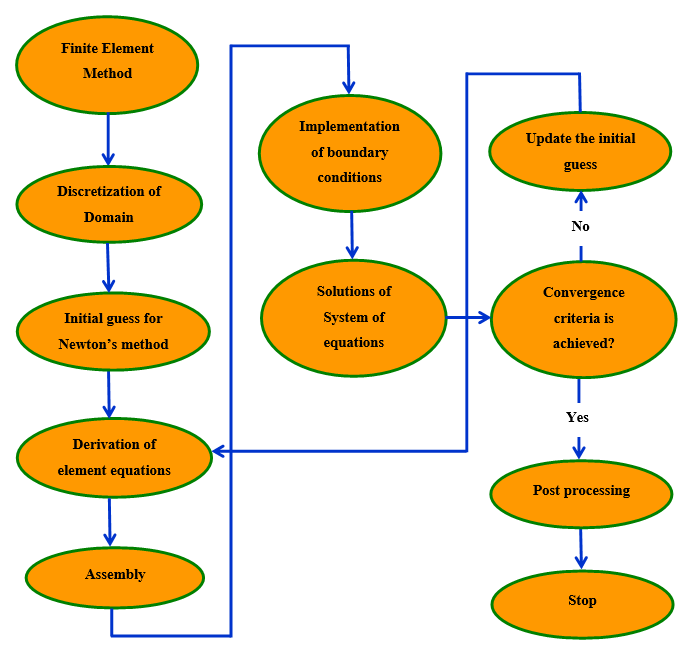 Finite Element
Method
Discretization of
Domain
Initial guess for
Newton’s method
Derivation of
element equations
Assembly
Implementation
of boundary
conditions
Solutions of
System of
equations
Convergence
criteria is
achieved?
No
Update the initial
guess
Yes
Post processing
Stop